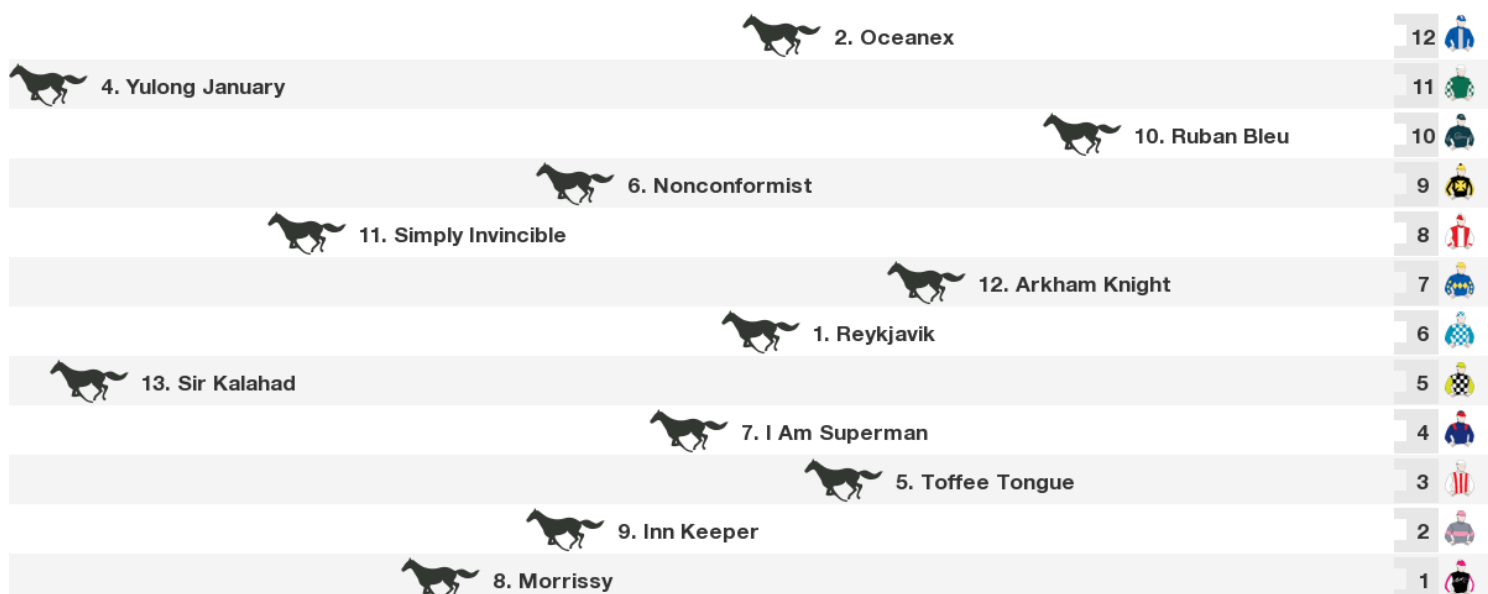 2. Oceanex 12
4. Yulong January 11
10. Ruban Bleu 10
6. Nonconformist 9
11. Simply Invincible 8
12. Arkham Knight 7
1. Reykjavik 6
13. Sir Kalahad 5
7. I Am Superman 4
5. Toffee Tongue 3
9. Inn Keeper 2
8. Morrissy 1